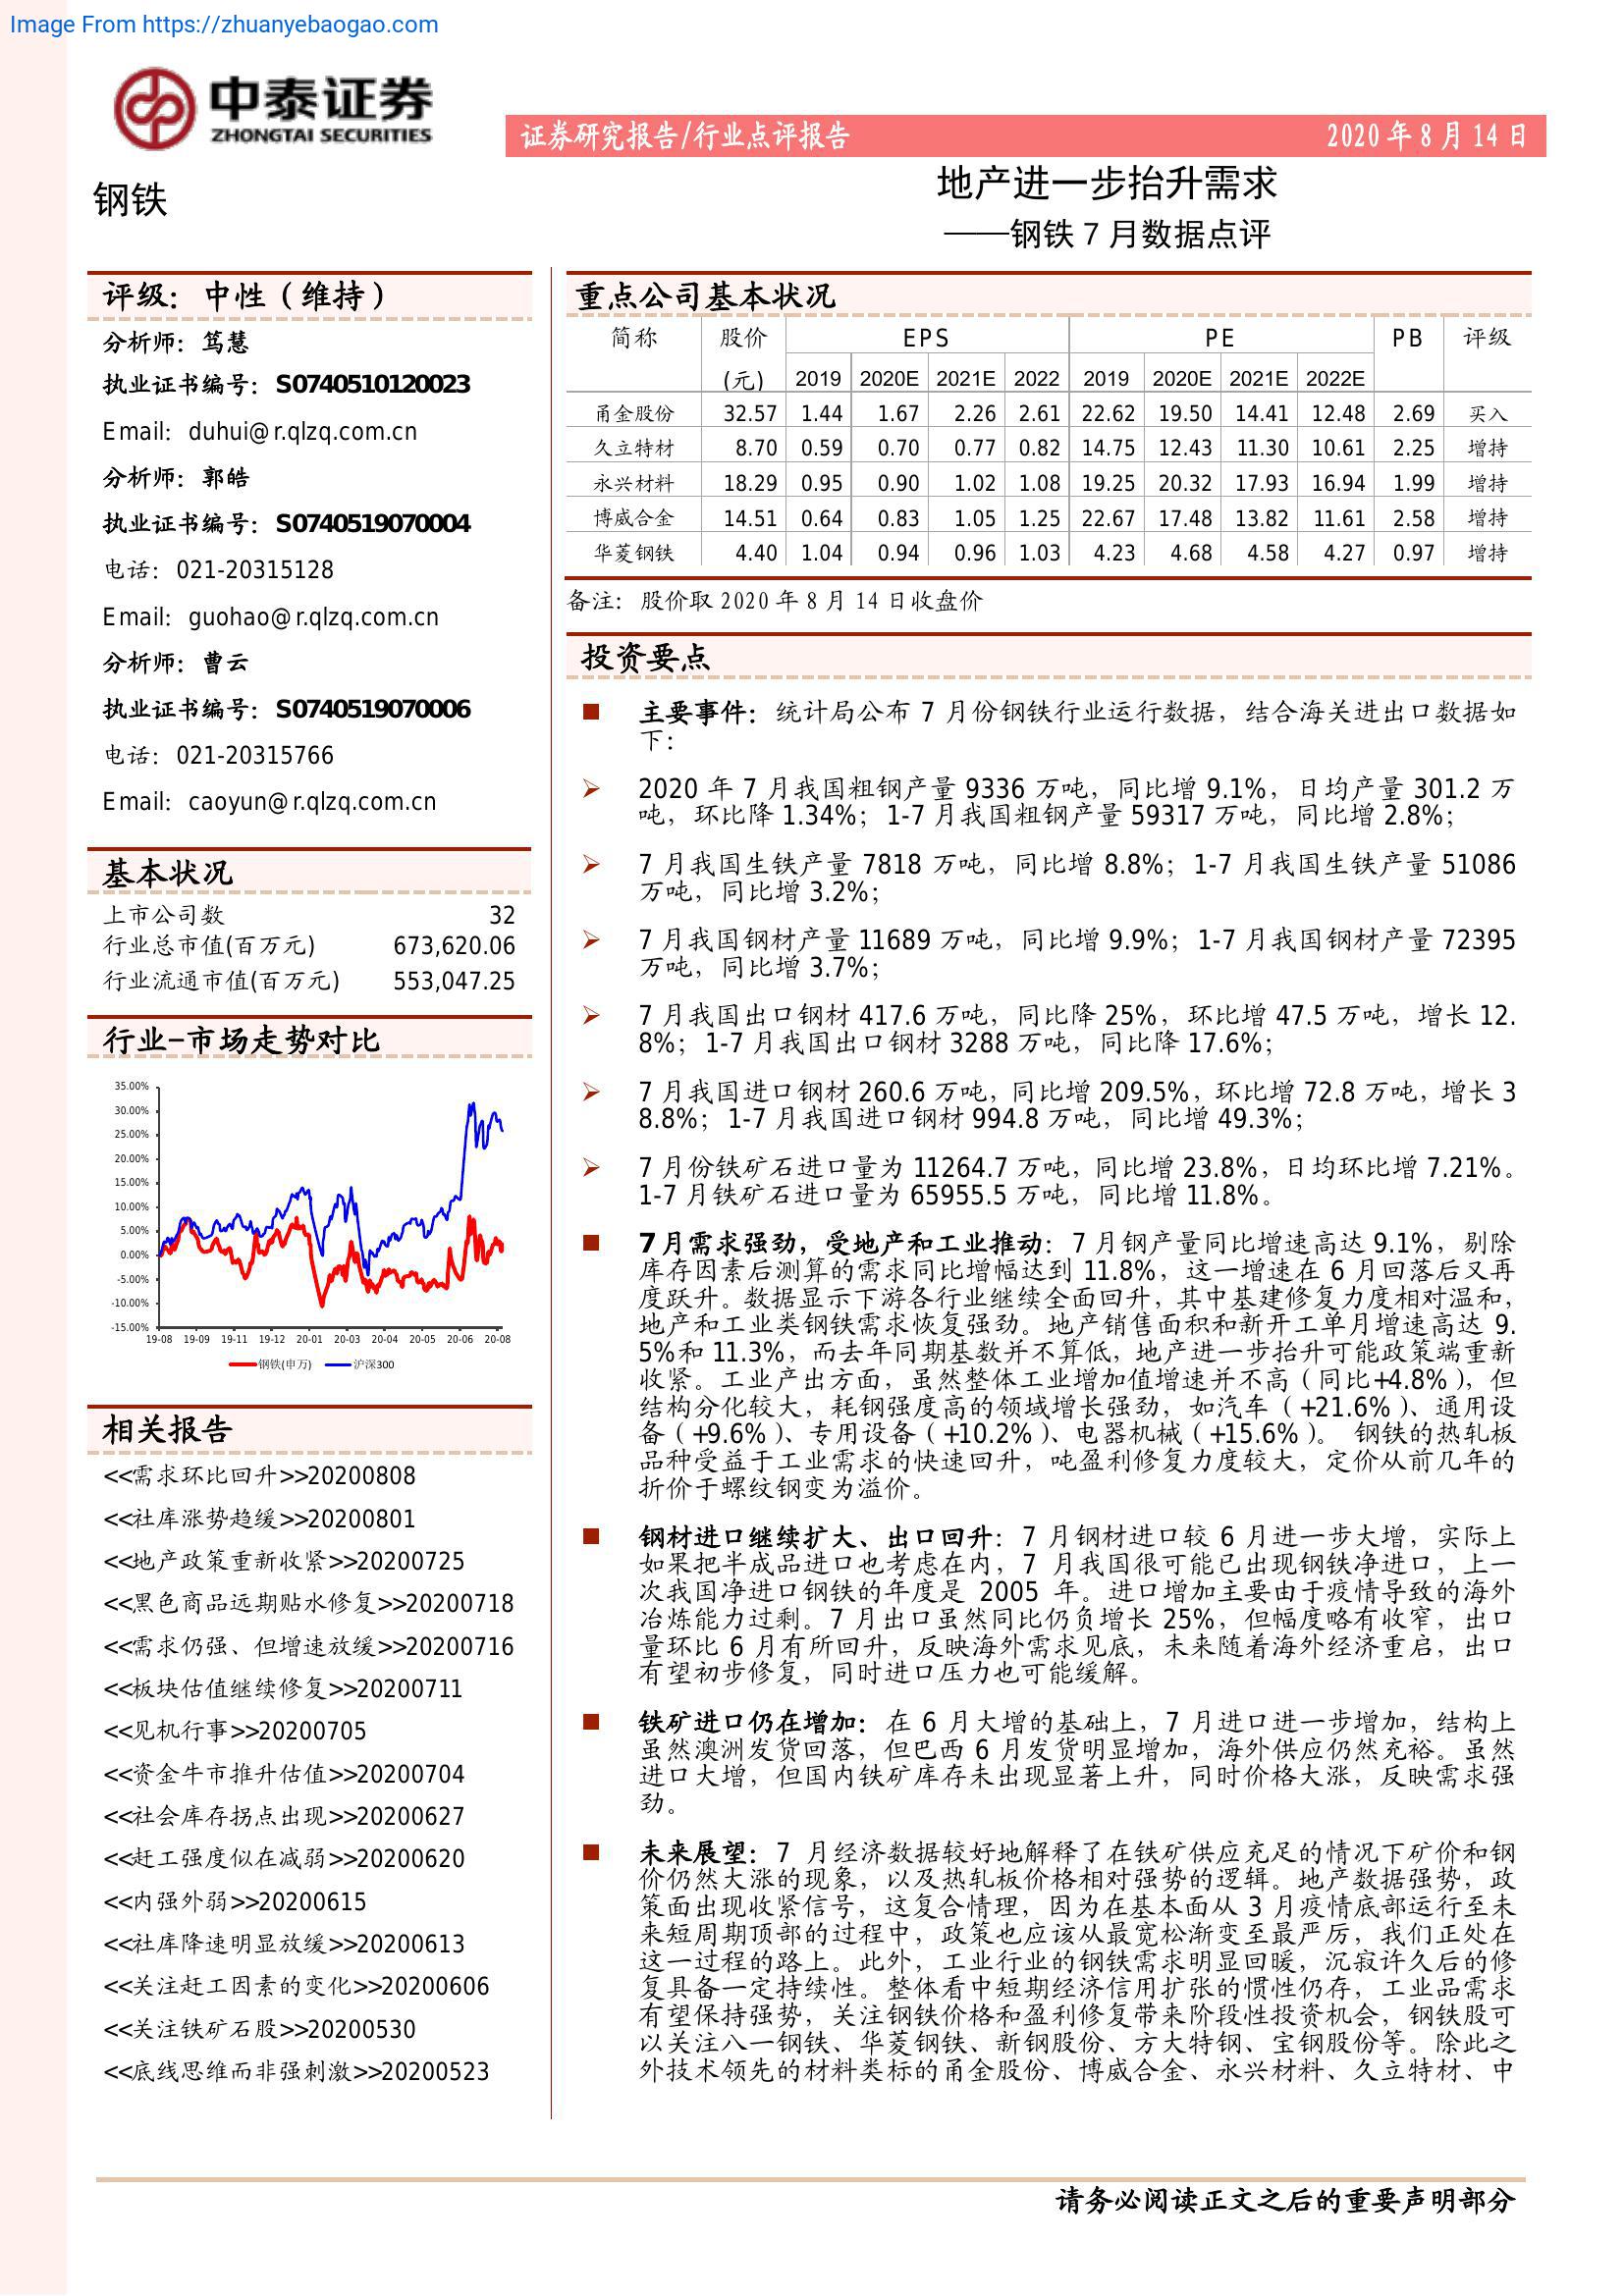 Image From https://zhuanyebaogao.com
中泰证券
ZHONGTAI SECURITIES
证券研究报告/行业点评报告 2020 年 8 月 14 日
钢铁
地产进一步抬升需求
——钢铁 7 月数据点评
评级：中性（维持）
分析师：笃慧
执业证书编号：S0740510120023
Email：duhui@r.qlzq.com.cn
分析师：郭皓
执业证书编号：S0740519070004
电话：021-20315128
Email：guohao@r.qlzq.com.cn
分析师：曹云
执业证书编号：S0740519070006
电话：021-20315766
Email：caoyun@r.qlzq.com.cn
基本状况
上市公司数 32
行业总市值(百万元) 673,620.06
行业流通市值(百万元) 553,047.25
行业-市场走势对比
35.00%
30.00%
25.00%
20.00%
15.00%
10.00%
5.00%
0.00%
-5.00%
-10.00%
-15.00%
19-08 19-09 19-11 19-12 20-01 20-03 20-04 20-05 20-06 20-08
钢铁(申万) 沪深300
相关报告
<<需求环比回升>>20200808
<<社库涨势趋缓>>20200801
<<地产政策重新收紧>>20200725
<<黑色商品远期贴水修复>>20200718
<<需求仍强、但增速放缓>>20200716
<<板块估值继续修复>>20200711
<<见机行事>>20200705
<<资金牛市推升估值>>20200704
<<社会库存拐点出现>>20200627
<<赶工强度似在减弱>>20200620
<<内强外弱>>20200615
<<社库降速明显放缓>>20200613
<<关注赶工因素的变化>>20200606
<<关注铁矿石股>>20200530
<<底线思维而非强刺激>>20200523
重点公司基本状况
简称 股价 EPS PE PB 评级
(元) 2019 2020E 2021E 2022 2019 2020E 2021E 2022E
甬金股份 32.57 1.44 1.67 2.26 2.61 22.62 19.50 14.41 12.48 2.69 买入
久立特材 8.70 0.59 0.70 0.77 0.82 14.75 12.43 11.30 10.61 2.25 增持
永兴材料 18.29 0.95 0.90 1.02 1.08 19.25 20.32 17.93 16.94 1.99 增持
博威合金 14.51 0.64 0.83 1.05 1.25 22.67 17.48 13.82 11.61 2.58 增持
华菱钢铁 4.40 1.04 0.94 0.96 1.03 4.23 4.68 4.58 4.27 0.97 增持
备注：股价取 2020 年 8 月 14 日收盘价
投资要点
■ 主要事件：统计局公布 7 月份钢铁行业运行数据，结合海关进出口数据如
下：
➢ 2020 年 7 月我国粗钢产量 9336 万吨，同比增 9.1%，日均产量 301.2 万
吨，环比降 1.34%；1-7 月我国粗钢产量 59317 万吨，同比增 2.8%；
➢ 7 月我国生铁产量 7818 万吨，同比增 8.8%；1-7 月我国生铁产量 51086
万吨，同比增 3.2%；
➢ 7 月我国钢材产量 11689 万吨，同比增 9.9%；1-7 月我国钢材产量 72395
万吨，同比增 3.7%；
➢ 7 月我国出口钢材 417.6 万吨，同比降 25%，环比增 47.5 万吨，增长 12.
8%；1-7 月我国出口钢材 3288 万吨，同比降 17.6%；
➢ 7 月我国进口钢材 260.6 万吨，同比增 209.5%，环比增 72.8 万吨，增长 3
8.8%；1-7 月我国进口钢材 994.8 万吨，同比增 49.3%；
➢ 7 月份铁矿石进口量为 11264.7 万吨，同比增 23.8%，日均环比增 7.21%。
1-7 月铁矿石进口量为 65955.5 万吨，同比增 11.8%。
■ 7 月需求强劲，受地产和工业推动：7 月钢产量同比增速高达 9.1%，剔除
库存因素后测算的需求同比增幅达到 11.8%，这一增速在 6 月回落后又再
度跃升。数据显示下游各行业继续全面回升，其中基建修复力度相对温和，
地产和工业类钢铁需求恢复强劲。地产销售面积和新开工单月增速高达 9.
5%和 11.3%，而去年同期基数并不算低，地产进一步抬升可能政策端重新
收紧。工业产出方面，虽然整体工业增加值增速并不高（同比+4.8%），但
结构分化较大，耗钢强度高的领域增长强劲，如汽车（+21.6%）、通用设
备（+9.6%）、专用设备（+10.2%）、电器机械（+15.6%）。 钢铁的热轧板
品种受益于工业需求的快速回升，吨盈利修复力度较大，定价从前几年的
折价于螺纹钢变为溢价。
■ 钢材进口继续扩大、出口回升：7 月钢材进口较 6 月进一步大增，实际上
如果把半成品进口也考虑在内，7 月我国很可能已出现钢铁净进口，上一
次我国净进口钢铁的年度是 2005 年。进口增加主要由于疫情导致的海外
冶炼能力过剩。7 月出口虽然同比仍负增长 25%，但幅度略有收窄，出口
量环比 6 月有所回升，反映海外需求见底，未来随着海外经济重启，出口
有望初步修复，同时进口压力也可能缓解。
■ 铁矿进口仍在增加：在 6 月大增的基础上，7 月进口进一步增加，结构上
虽然澳洲发货回落，但巴西 6 月发货明显增加，海外供应仍然充裕。虽然
进口大增，但国内铁矿库存未出现显著上升，同时价格大涨，反映需求强
劲。
■ 未来展望：7 月经济数据较好地解释了在铁矿供应充足的情况下矿价和钢
价仍然大涨的现象，以及热轧板价格相对强势的逻辑。地产数据强势，政
策面出现收紧信号，这复合情理，因为在基本面从 3 月疫情底部运行至未
来短周期顶部的过程中，政策也应该从最宽松渐变至最严厉，我们正处在
这一过程的路上。此外，工业行业的钢铁需求明显回暖，沉寂许久后的修
复具备一定持续性。整体看中短期经济信用扩张的惯性仍存，工业品需求
有望保持强势，关注钢铁价格和盈利修复带来阶段性投资机会，钢铁股可
以关注八一钢铁、华菱钢铁、新钢股份、方大特钢、宝钢股份等。除此之
外技术领先的材料类标的甬金股份、博威合金、永兴材料、久立特材、中
请务必阅读正文之后的重要声明部分